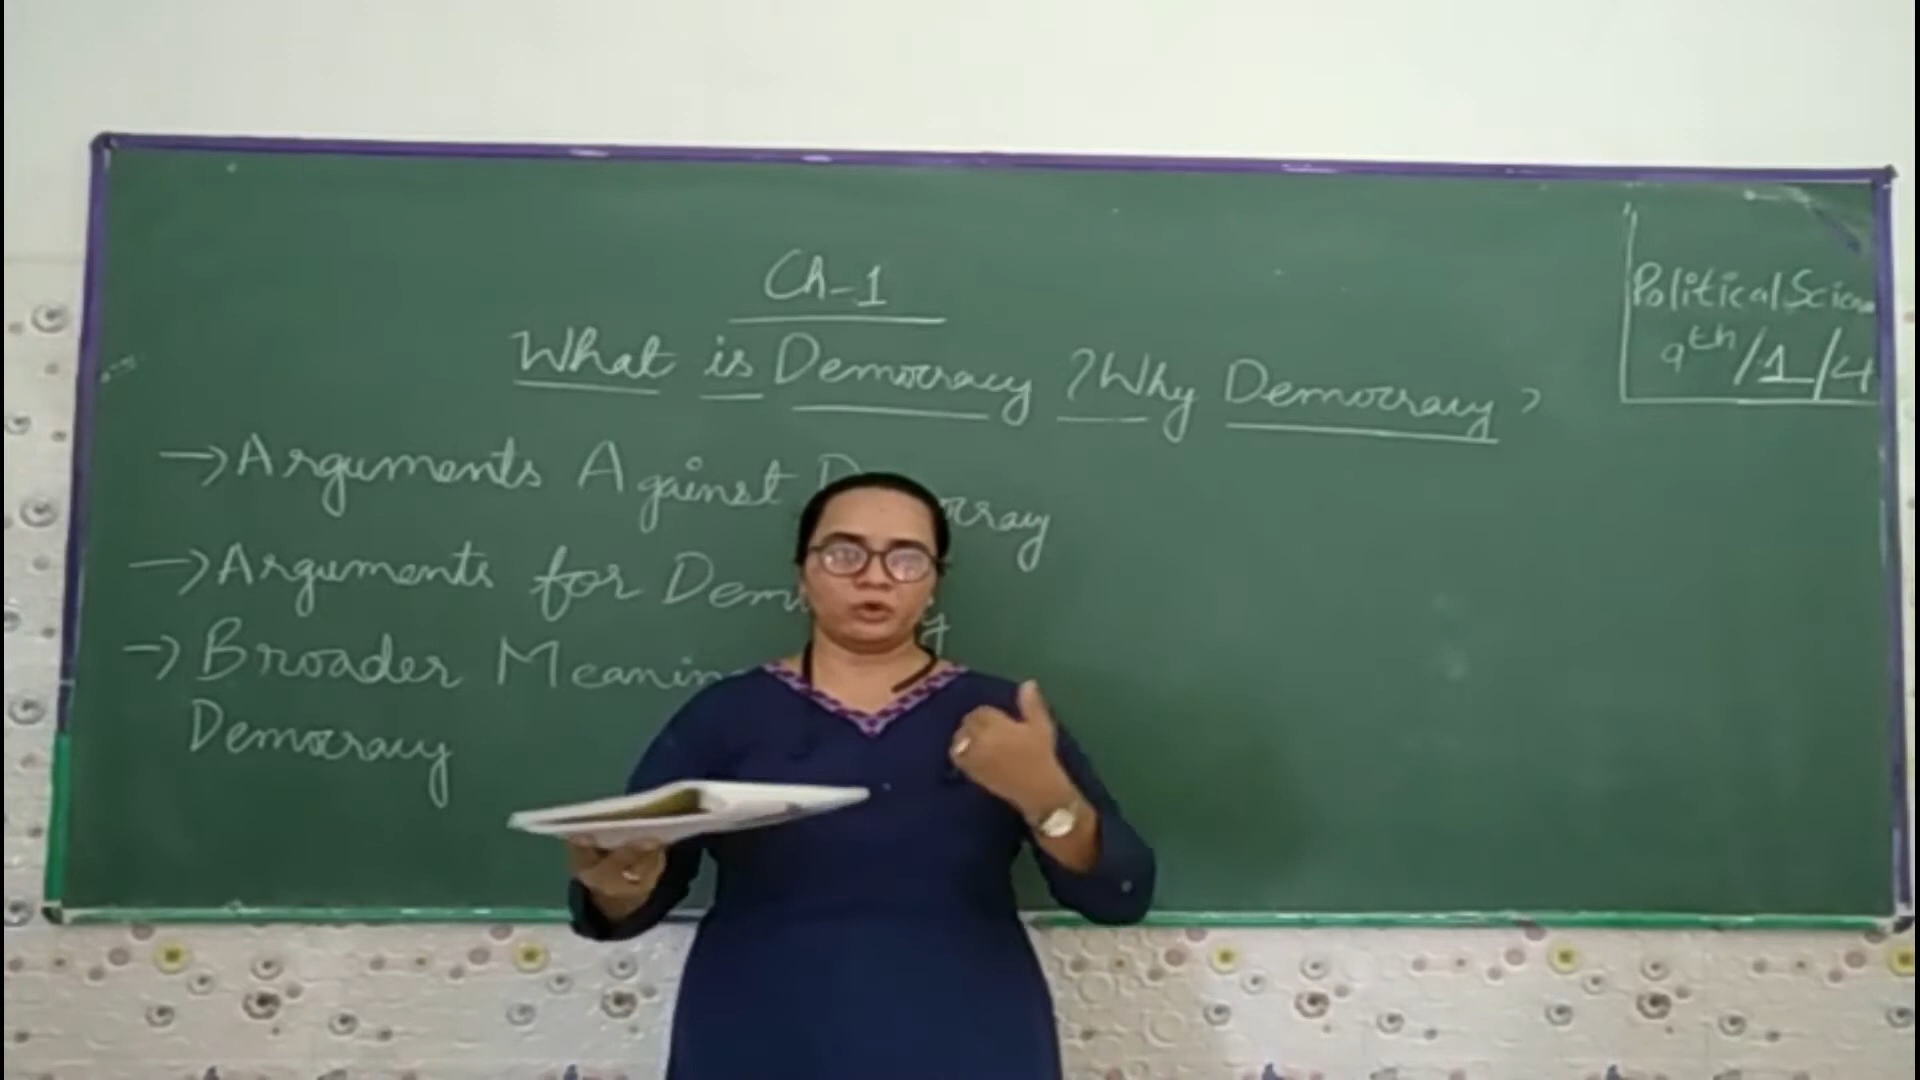 Ch-1
What is Democracy ? Why Democracy ?
→ Arguments Against
→ Arguments for
→ Broader
Democracy
Political
9th/1/4